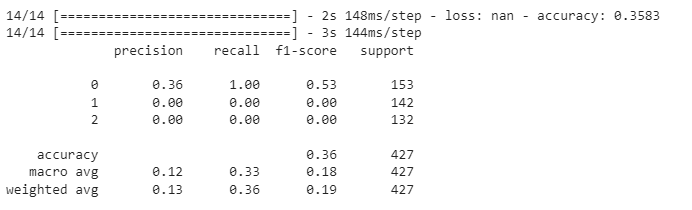 14/14 [==============================] - 2s 148ms/step - loss: nan - accuracy: 0.3583
14/14 [==============================] - 3s 144ms/step
precision recall f1-score support
0 0.36 1.00 0.53 153
1 0.00 0.00 0.00 142
2 0.00 0.00 0.00 132
accuracy 0.36 427
macro avg 0.12 0.33 0.18 427
weighted avg 0.13 0.36 0.19 427